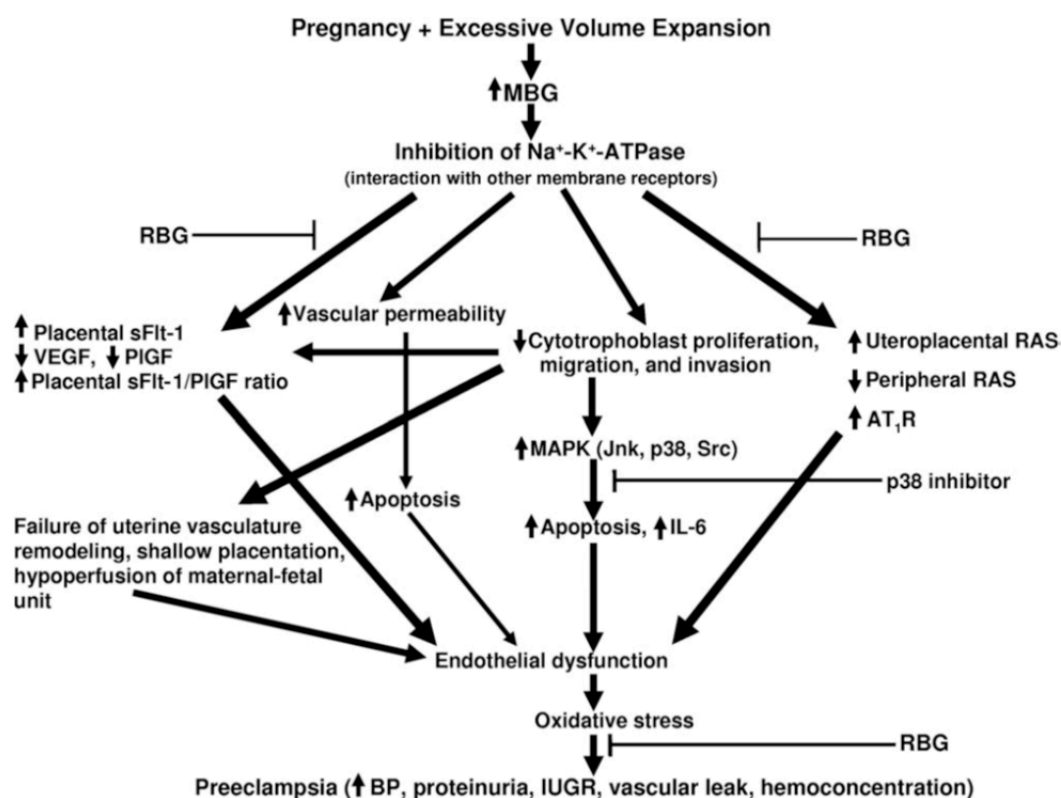 Pregnancy + Excessive Volume Expansion
↑MBG
Inhibition of Na⁺-K⁺-ATPase
(interaction with other membrane receptors)
RBG
RBG
↑Vascular permeability
↑ Placental sFlt-1
↓ VEGF, ↓ PlGF
↑ Placental sFlt-1/PlGF ratio
↓Cytotrophoblast proliferation,
migration, and invasion
↑ Uteroplacental RAS
↓ Peripheral RAS
↑ AT₁R
↑MAPK (Jnk, p38, Src)
p38 inhibitor
↑Apoptosis
↑Apoptosis, ↑IL-6
Failure of uterine vasculature
remodeling, shallow placentation,
hypoperfusion of maternal-fetal
unit
Endothelial dysfunction
Oxidative stress
RBG
Preeclampsia (↑BP, proteinuria, IUGR, vascular leak, hemoconcentration)